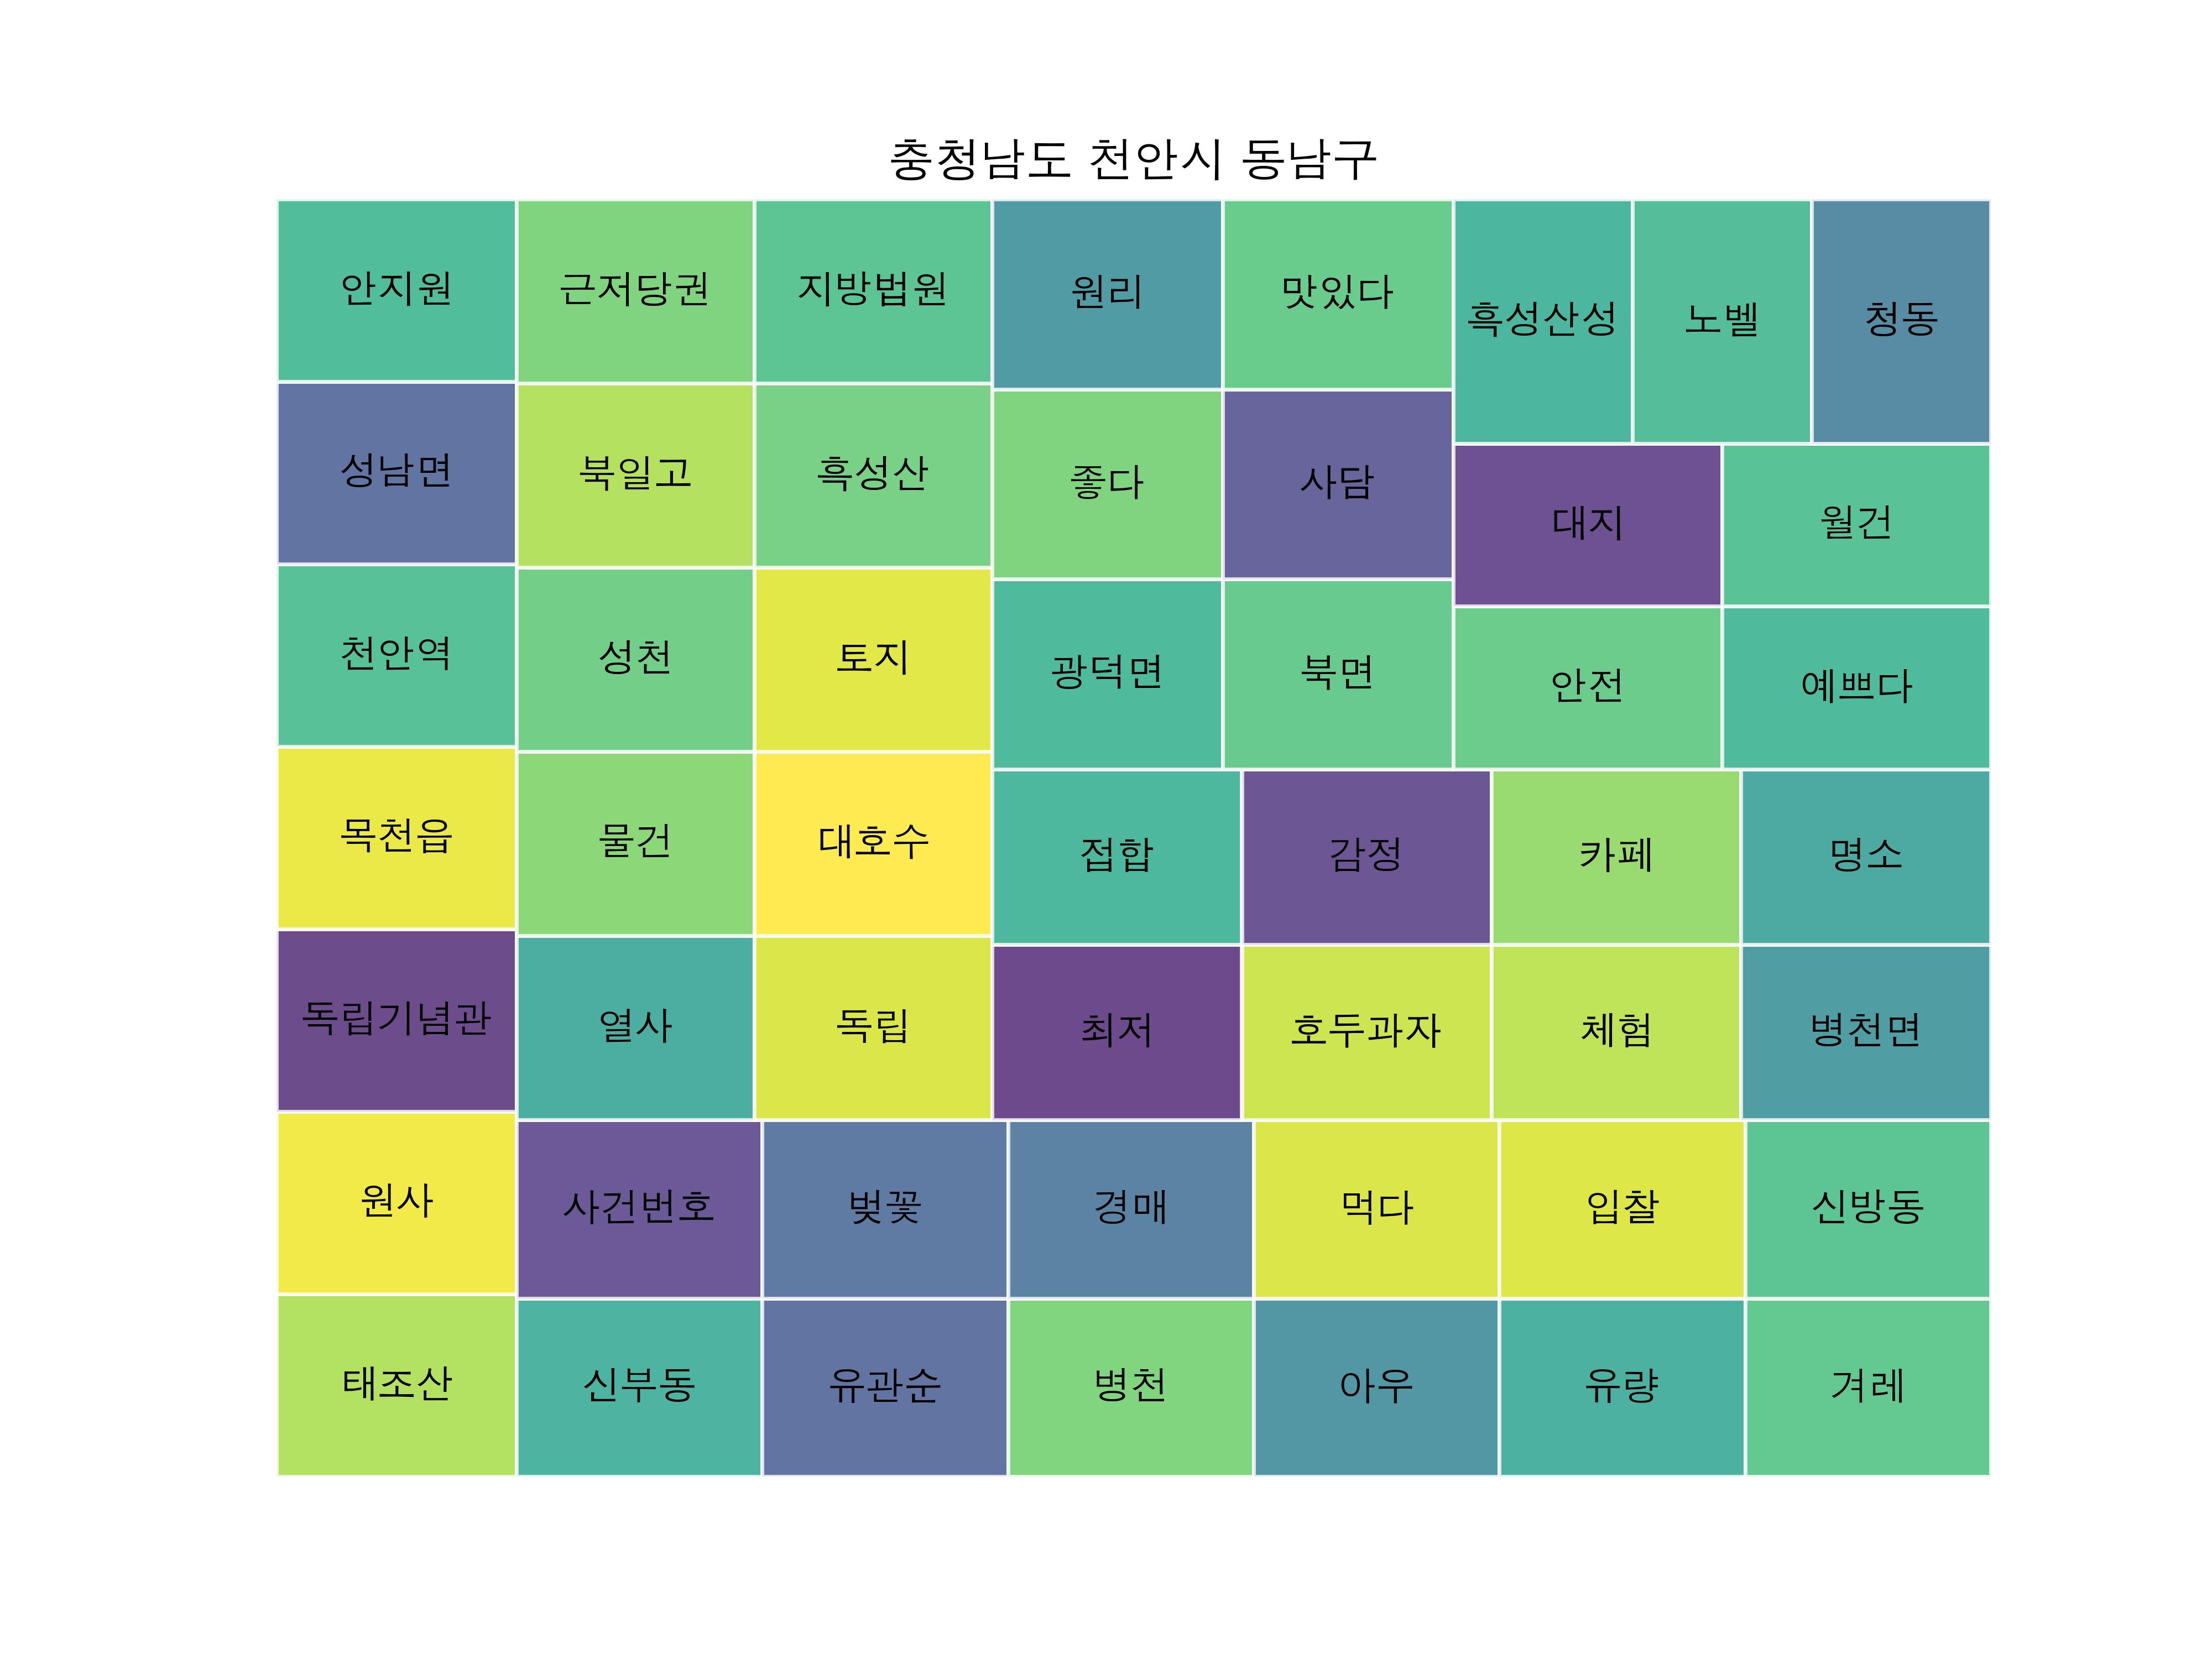 충청남도 천안시 동남구
안지원 근저당권 지방법원 원리 맛있다 흑성산성 노벨 청동
성남면 북일고 흑성산 좋다 사담 대지 월건
천안역 성천 토지 광덕면 북면 안전 예쁘다
목천읍 물건 대호수 접합 감정 카페 명소
독립기념관 열사 독립 최저 호두과자 체험 병천면
원사 사건번호 벚꽃 경매 먹다 입찰 신방동
태조산 신부동 유관순 병천 아우 유량 겨레